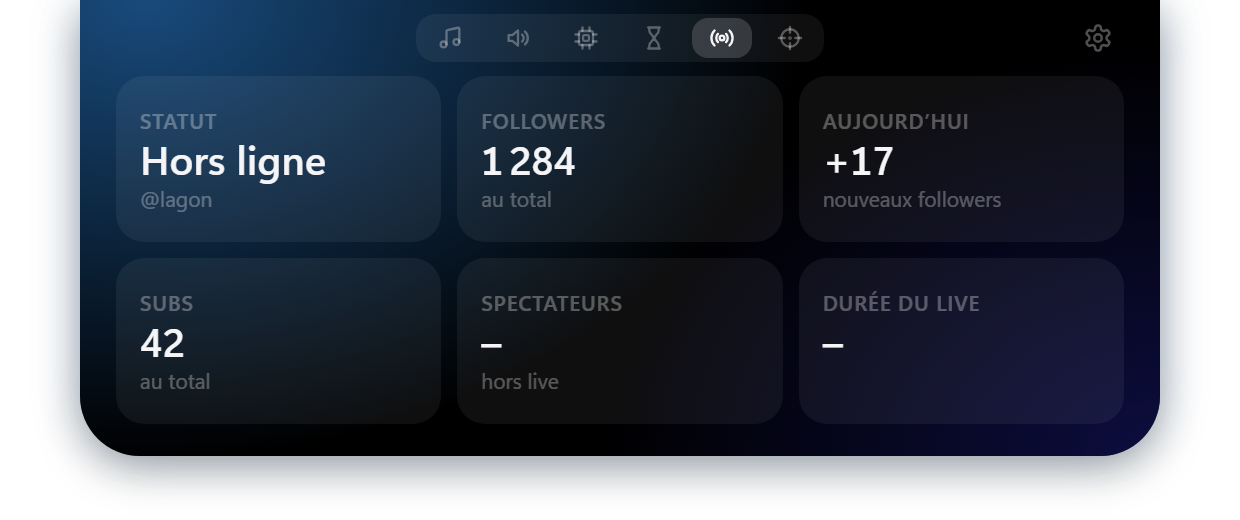 STATUT
Hors ligne
@lagon
FOLLOWERS
1 284
au total
AUJOURD’HUI
+17
nouveaux followers
SUBS
42
au total
SPECTATEURS
–
hors live
DURÉE DU LIVE
–